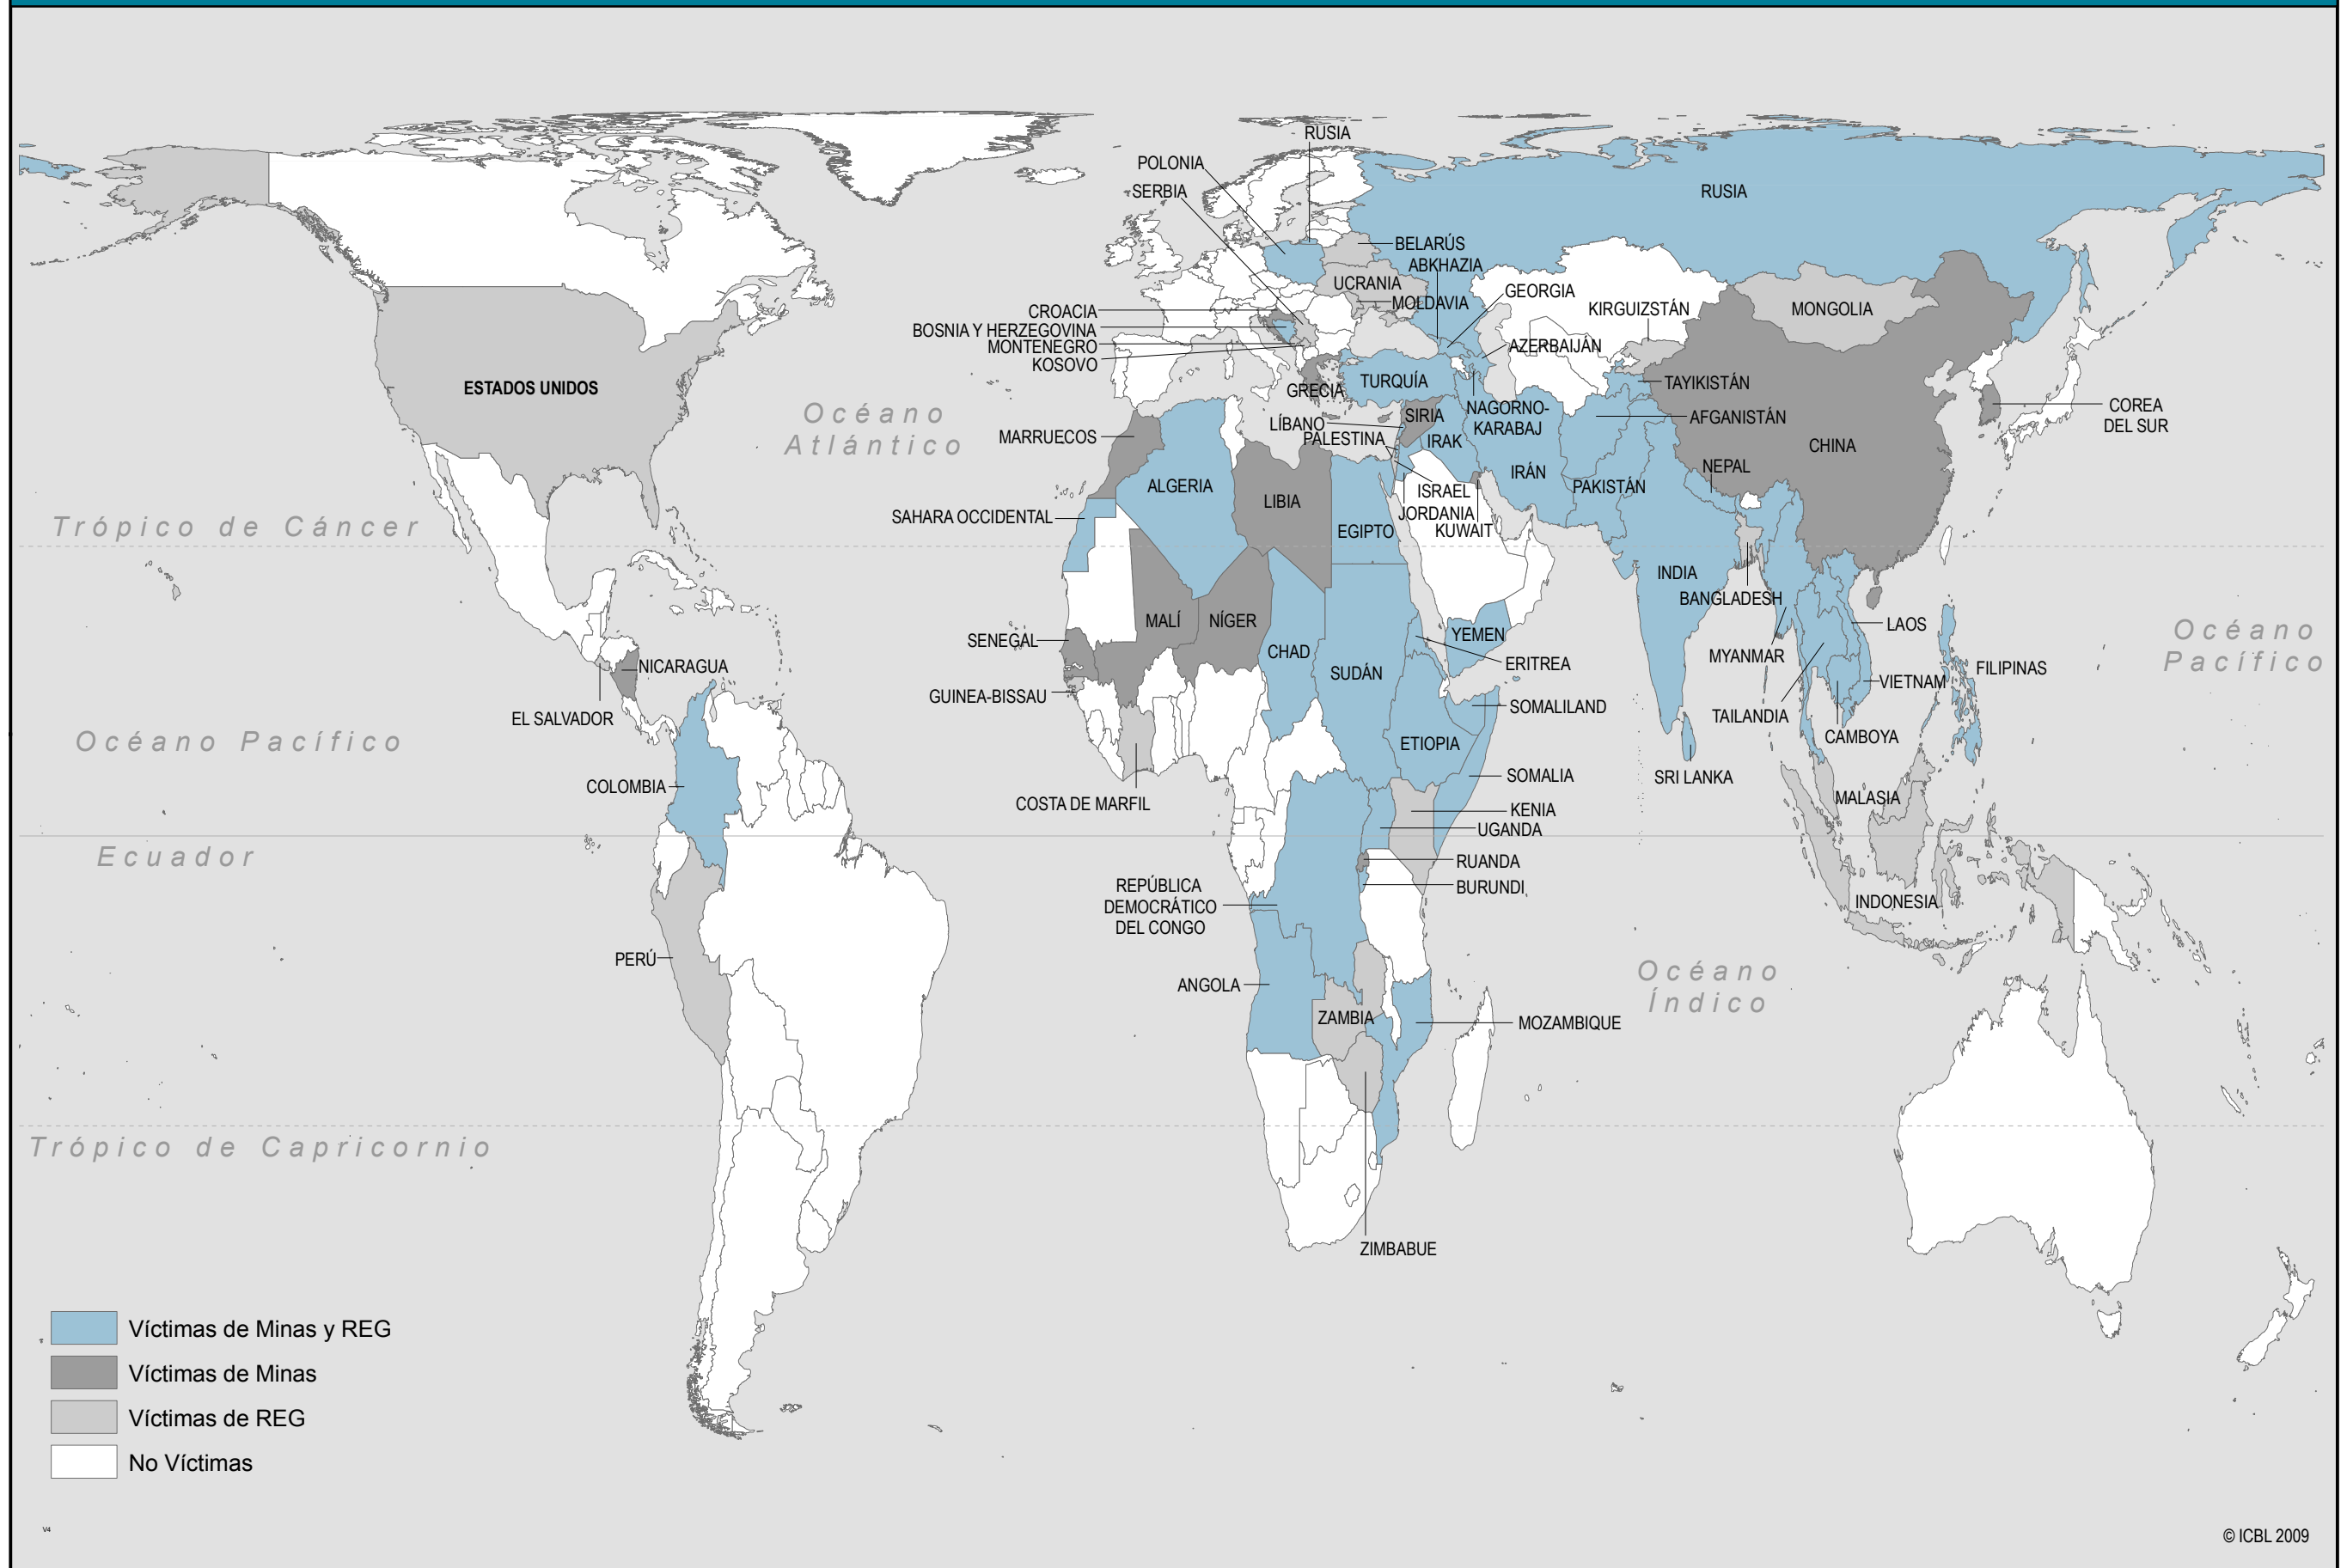 RUSIA
POLONIA
SERBIA
RUSIA
BELARÚS
ABKHAZIA
UCRANIA
GEORGIA
MOLDAVIA
KIRGUIZSTÁN
MONGOLIA
CROACIA
BOSNIA Y HERZEGOVINA
MONTENEGRO
KOSOVO
AZERBAIJÁN
ESTADOS UNIDOS
GRECIA
TURQUÍA
TAYIKISTÁN
Océano
Atlántico
SIRIA
NAGORNO-
KARABAJ
AFGANISTÁN
COREA
DEL SUR
LÍBANO
PALESTINA
IRAK
MARRUECOS
CHINA
NEPAL
IRÁN
ALGERIA
PAKISTÁN
LIBIA
ISRAEL
JORDANIA
KUWAIT
SAHARA OCCIDENTAL
EGIPTO
Trópico de Cáncer
INDIA
BANGLADESH
MALÍ
NÍGER
LAOS
SENEGAL
YEMEN
Océano
Pacífico
CHAD
ERITREA
MYANMAR
NICARAGUA
SUDÁN
FILIPINAS
GUINEA-BISSAU
VIETNAM
EL SALVADOR
SOMALILAND
TAILANDIA
Océano Pacífico
ETIOPIA
CAMBOYA
COLOMBIA
SOMALIA
SRI LANKA
COSTA DE MARFIL
MALASIA
KENIA
UGANDA
Ecuador
RUANDA
BURUNDI
REPÚBLICA
DEMOCRÁTICO
DEL CONGO
INDONESIA
PERÚ
ANGOLA
Océano
Índico
ZAMBIA
MOZAMBIQUE
Trópico de Capricornio
ZIMBABUE
Víctimas de Minas y REG
Víctimas de Minas
Víctimas de REG
No Víctimas
V4
© ICBL 2009